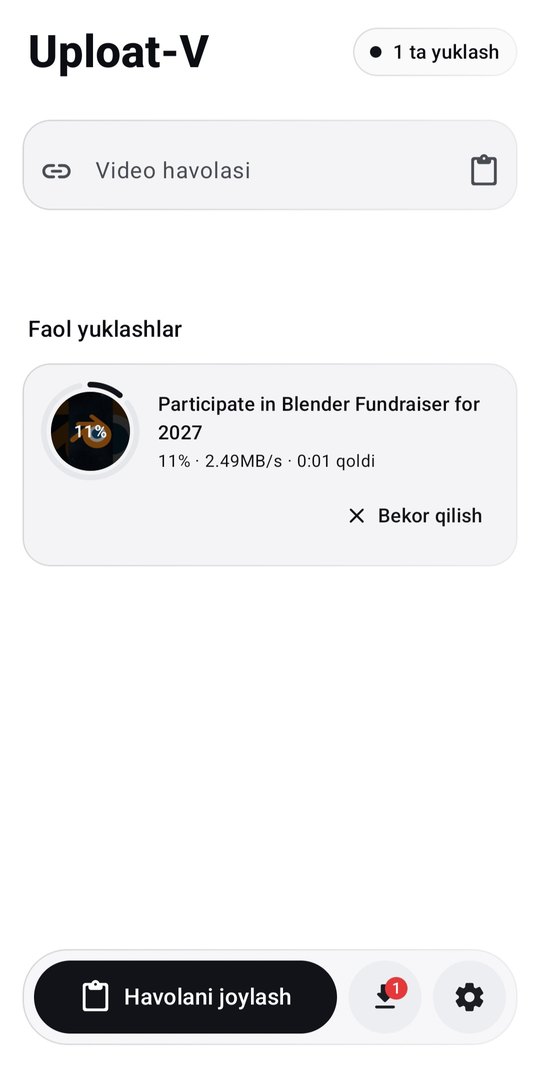 Uploat-V
1 ta yuklash
Video havolasi
Faol yuklashlar
11%
Participate in Blender Fundraiser for
2027
11% · 2.49MB/s · 0:01 qoldi
Bekor qilish
Havolani joylash
1